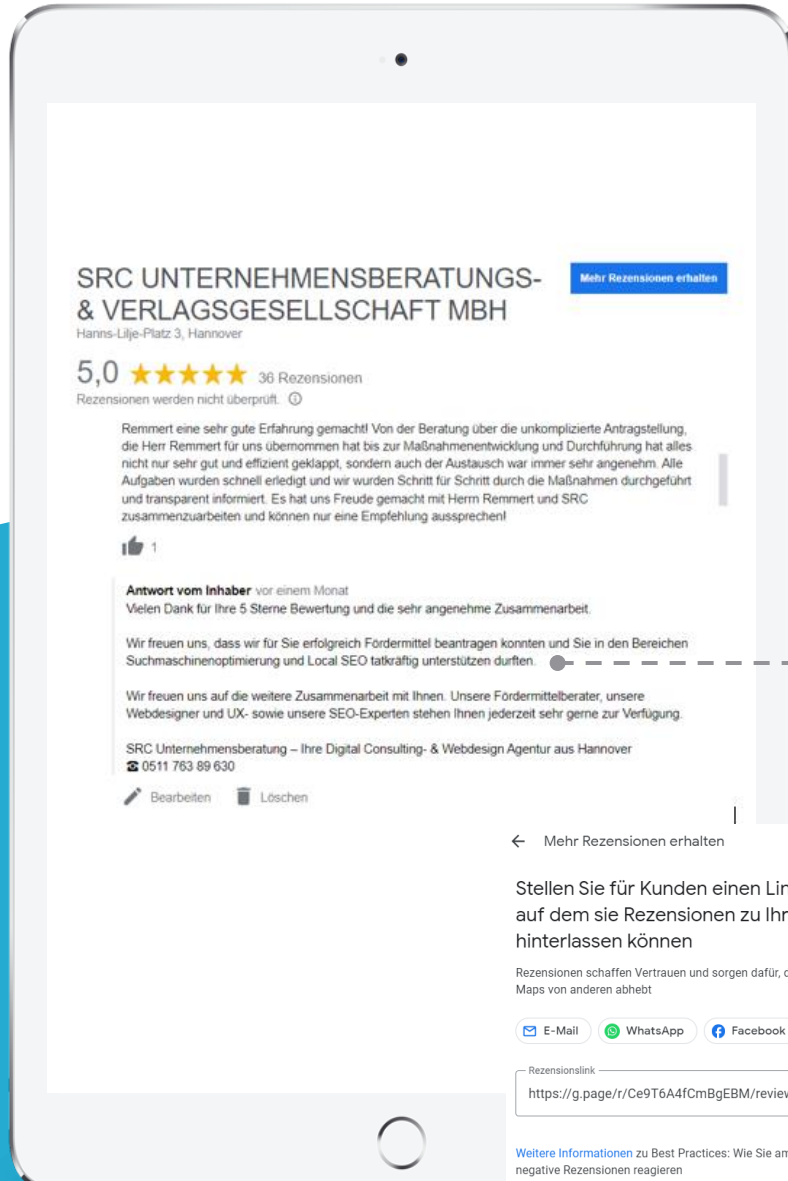 SRC UNTERNEHMENSBERATUNGS-
& VERLAGSGESELLSCHAFT MBH
Mehr Rezensionen erhalten
Hanns-Lilje-Platz 3, Hannover
5,0 ★★★★★ 36 Rezensionen
Rezensionen werden nicht überprüft.
Remmert eine sehr gute Erfahrung gemacht! Von der Beratung über die unkomplizierte Antragstellung,
die Herr Remmert für uns übernommen hat bis zur Maßnahmenentwicklung und Durchführung hat alles
nicht nur sehr gut und effizient geklappt, sondern auch der Austausch war immer sehr angenehm. Alle
Aufgaben wurden schnell erledigt und wir wurden Schritt für Schritt durch die Maßnahmen durchgeführt
und transparent informiert. Es hat uns Freude gemacht mit Herrn Remmert und SRC
zusammenzuarbeiten und können nur eine Empfehlung aussprechen!
1
Antwort vom Inhaber vor einem Monat
Vielen Dank für Ihre 5 Sterne Bewertung und die sehr angenehme Zusammenarbeit.
Wir freuen uns, dass wir für Sie erfolgreich Fördermittel beantragen konnten und Sie in den Bereichen
Suchmaschinenoptimierung und Local SEO tatkräftig unterstützen durften.
Wir freuen uns auf die weitere Zusammenarbeit mit Ihnen. Unsere Fördermittelberater, unsere
Webdesigner und UX- sowie unsere SEO-Experten stehen Ihnen jederzeit sehr gerne zur Verfügung.
SRC Unternehmensberatung – Ihre Digital Consulting- & Webdesign Agentur aus Hannover
☎ 0511 763 89 630
Bearbeiten Löschen
← Mehr Rezensionen erhalten
Stellen Sie für Kunden einen Lin
auf dem sie Rezensionen zu Ihr
hinterlassen können
Rezensionen schaffen Vertrauen und sorgen dafür, d
Maps von anderen abhebt
E-Mail WhatsApp Facebook
Rezensionslink
https://g.page/r/Ce9T6A4fCmBgEBM/review
Weitere Informationen zu Best Practices: Wie Sie am
negative Rezensionen reagieren